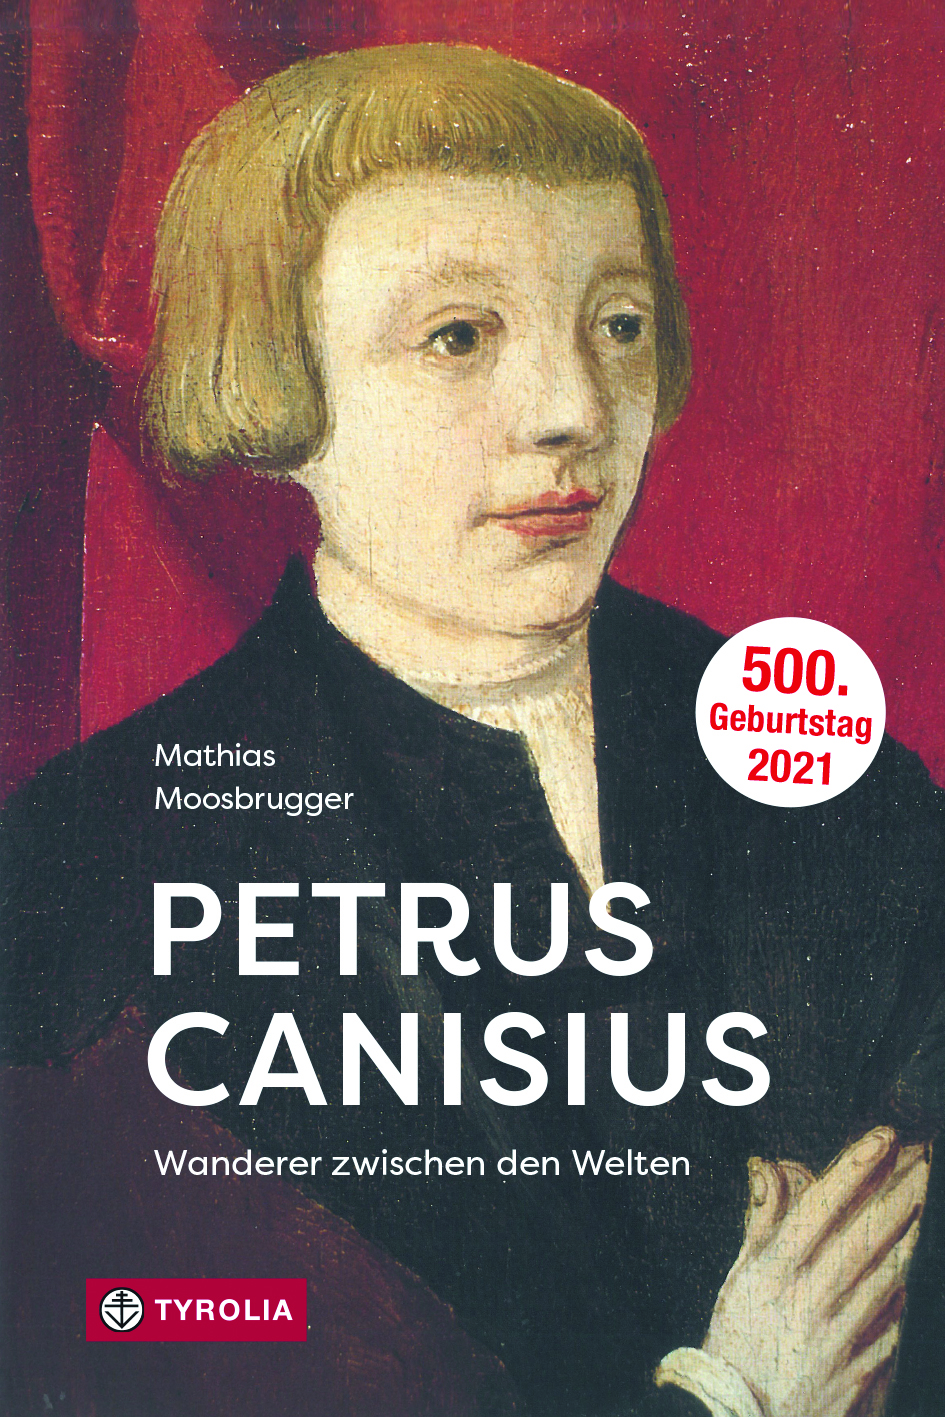 500.
Geburtstag
2021
Mathias
Moosbrugger
PETRUS
CANISIUS
Wanderer zwischen den Welten
TYROLIA